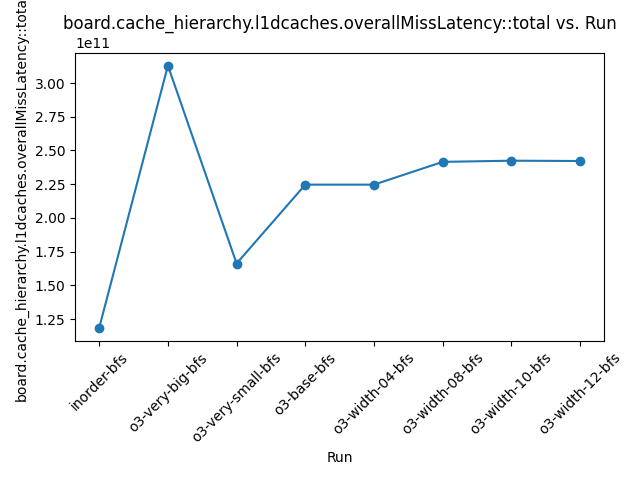 board.cache_hierarchy.l1dcaches.overallMissLatency::total vs. Run
1e11
3.00
2.75
2.50
2.25
2.00
1.75
1.50
1.25
board.cache_hierarchy.l1dcaches.overallMissLatency::tota
inorder-bfs
o3-very-big-bfs
o3-very-small-bfs
o3-base-bfs
o3-width-04-bfs
o3-width-08-bfs
o3-width-10-bfs
o3-width-12-bfs
Run